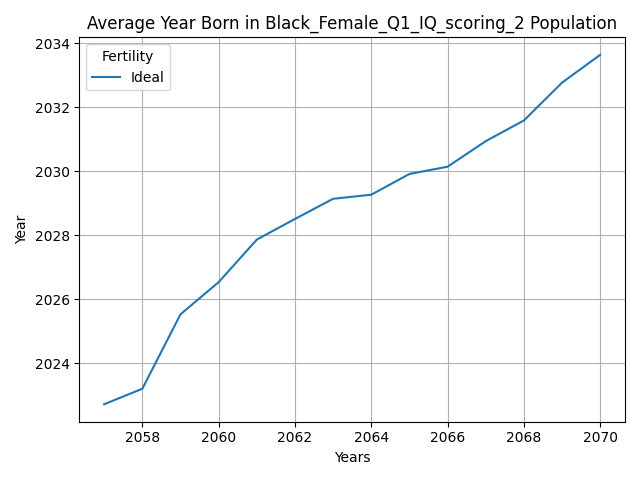 Average Year Born in Black_Female_Q1_IQ_scoring_2 Population
Fertility
Ideal
2034
2032
2030
2028
2026
2024
Year
2058 2060 2062 2064 2066 2068 2070
Years